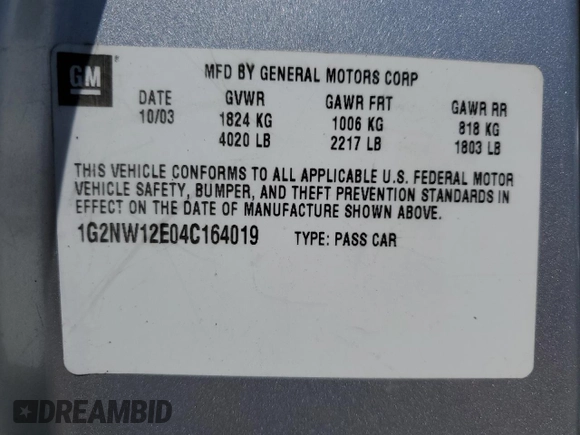 GM
MFD BY GENERAL MOTORS CORP
DATE GVWR GAWR FRT GAWR RR
10/03 1824 KG 1006 KG 818 KG
4020 LB 2217 LB 1803 LB
THIS VEHICLE CONFORMS TO ALL APPLICABLE U.S. FEDERAL MOTOR
VEHICLE SAFETY, BUMPER, AND THEFT PREVENTION STANDARDS IN
EFFECT ON THE DATE OF MANUFACTURE SHOWN ABOVE.
1G2NW12E04C164019 TYPE: PASS CAR
DREAMBID